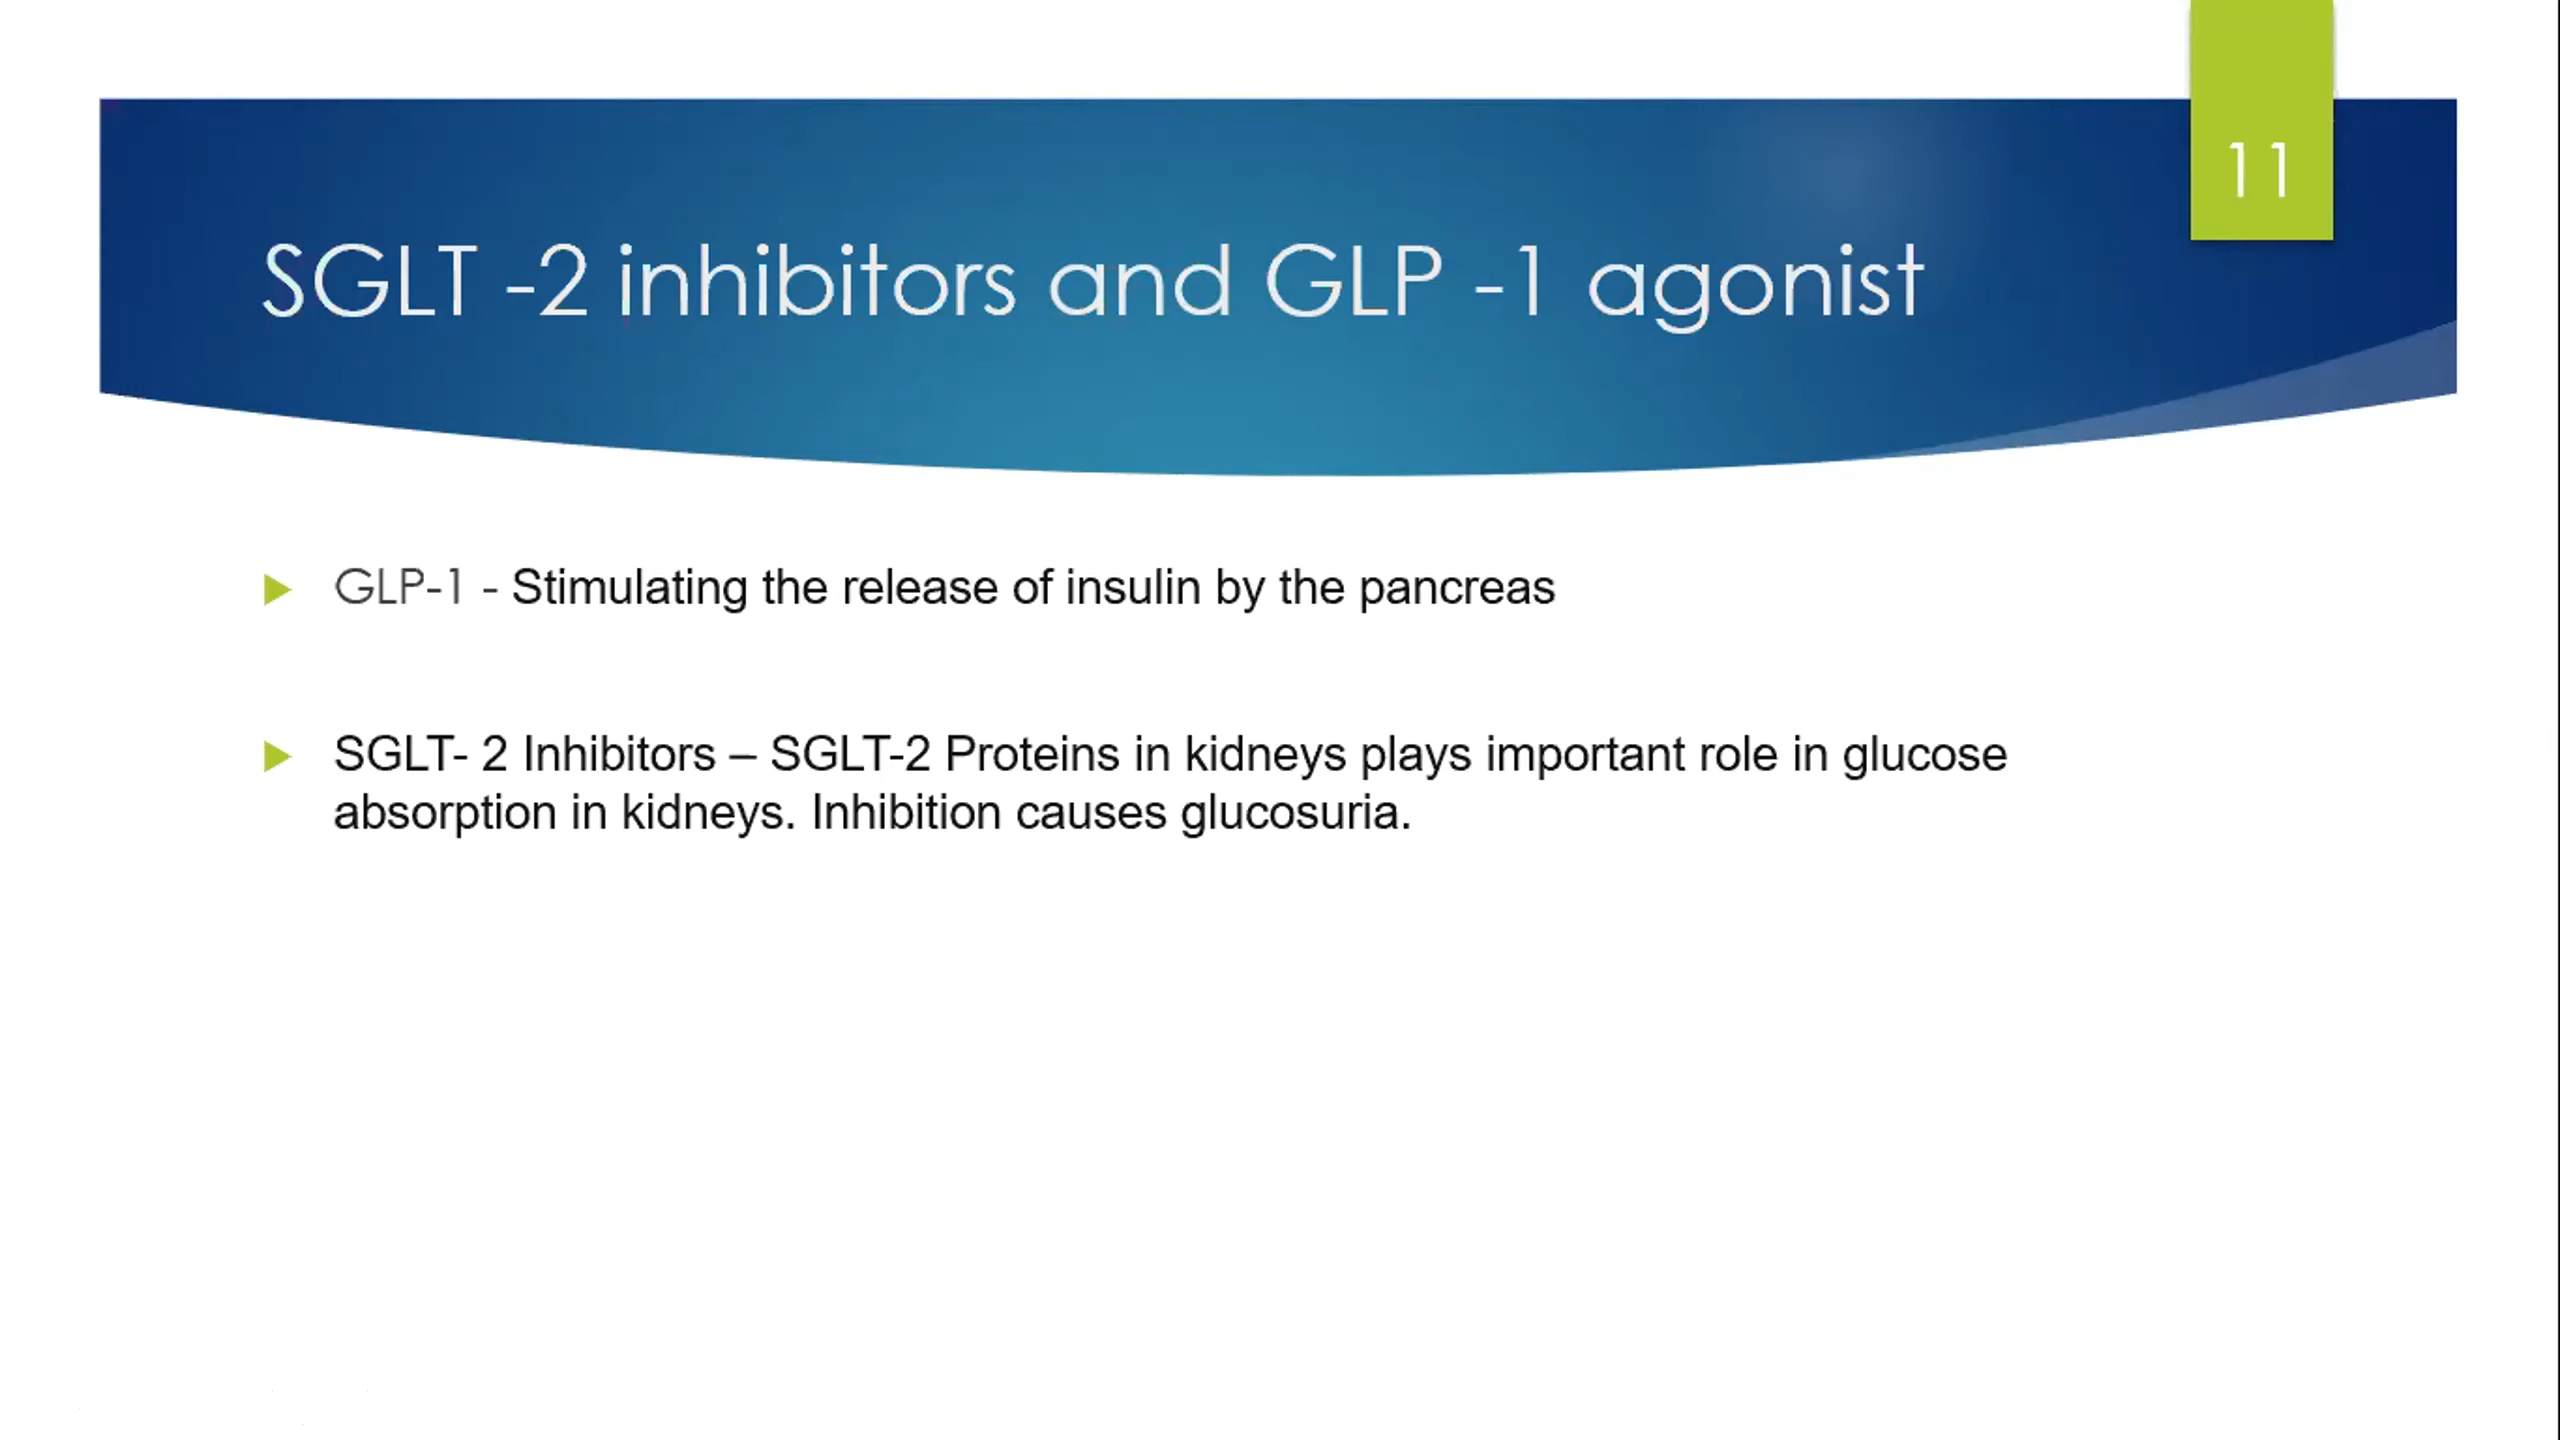 11
SGLT -2 inhibitors and GLP -1 agonist
GLP-1 - Stimulating the release of insulin by the pancreas
SGLT- 2 Inhibitors – SGLT-2 Proteins in kidneys plays important role in glucose
absorption in kidneys. Inhibition causes glucosuria.